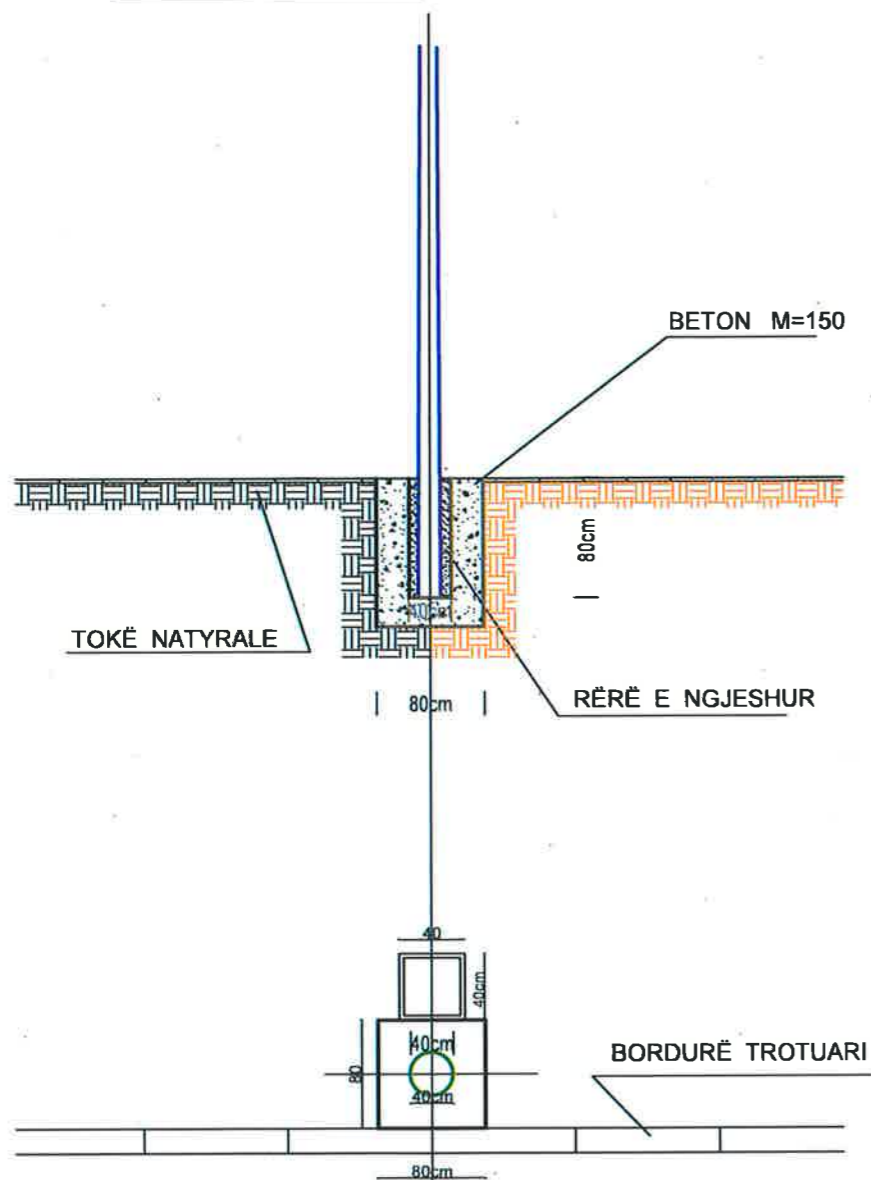 BETON M=150
80cm
40cm
TOKË NATYRALE
80cm
RËRË E NGJESHUR
40
40cm
40cm
80
BORDURË TROTUARI
40cm
80cm